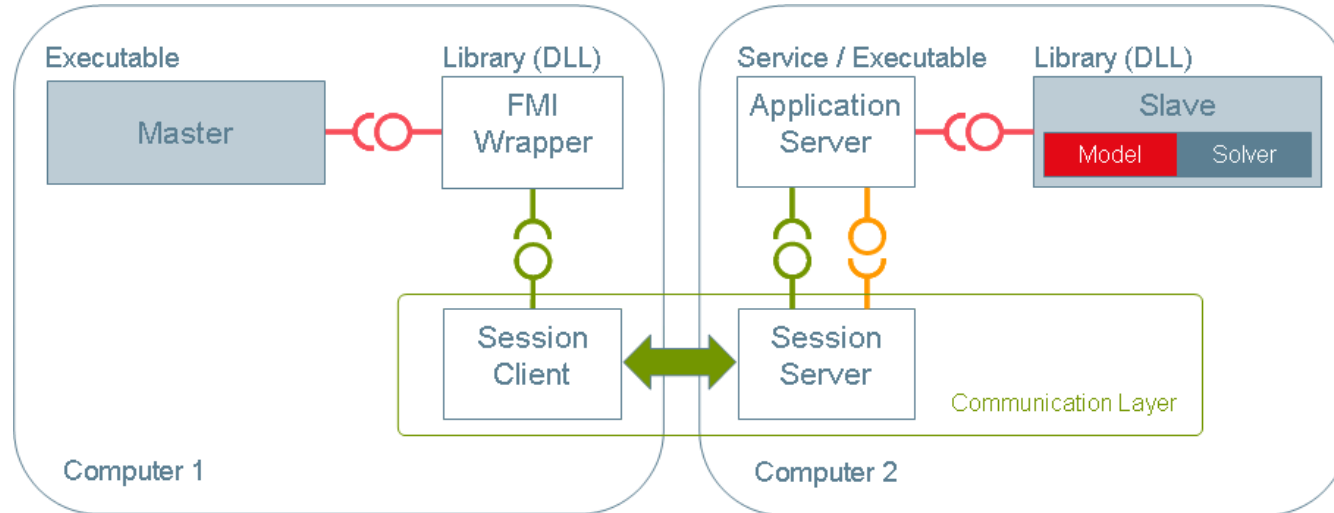 Executable
Library (DLL)
Service / Executable
Library (DLL)
Master
FMI
Wrapper
Application
Server
Slave
Model
Solver
Session
Client
Session
Server
Communication Layer
Computer 1
Computer 2